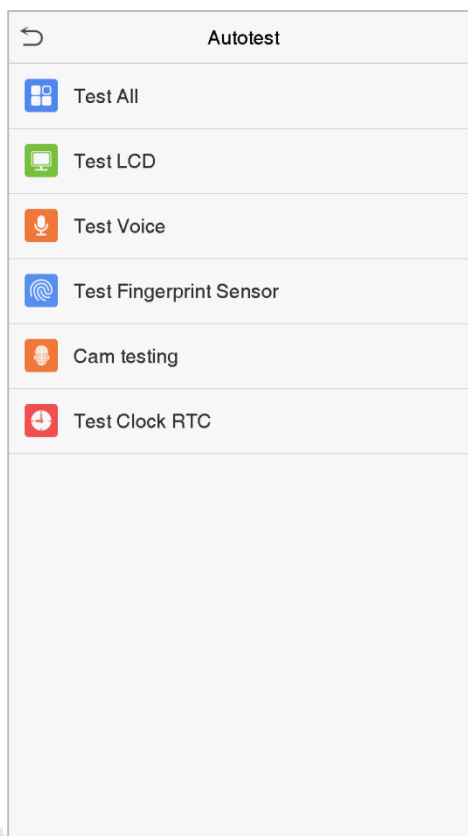 Autotest
Test All
Test LCD
Test Voice
Test Fingerprint Sensor
Cam testing
Test Clock RTC